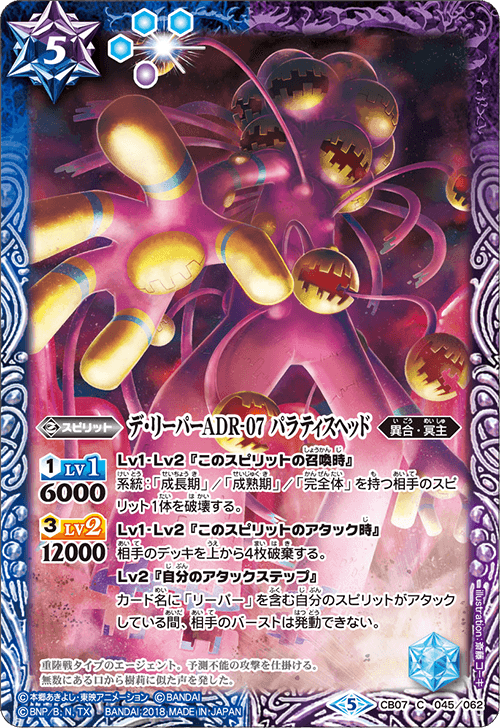 5
スピリット
デ・リーパーADR-07 パラティスヘッド
いごう めいしゅ
異合・冥主
1 LV1
6000
3 LV2
12000
Lv1・Lv2『このスピリットの召喚時』
系統:「成長期」/「成熟期」/「完全体」を持つ相手のスピ
リット1体を破壊する。
Lv1・Lv2『このスピリットのアタック時』
相手のデッキを上から4枚破棄する。
Lv2『自分のアタックステップ』
カード名に「リーパー」を含む自分のスピリットがアタック
している間、相手のバーストは発動できない。
重陸戦タイプのエージェント。予測不能の攻撃を仕掛ける。
無数にある口から樹莉に似た声を発した。
©本郷あきよし・東映アニメーション ©BANDAI
©BNP/B; N, TX BANDAI 2018 MADE IN JAPAN
5
CB07 C 045/062